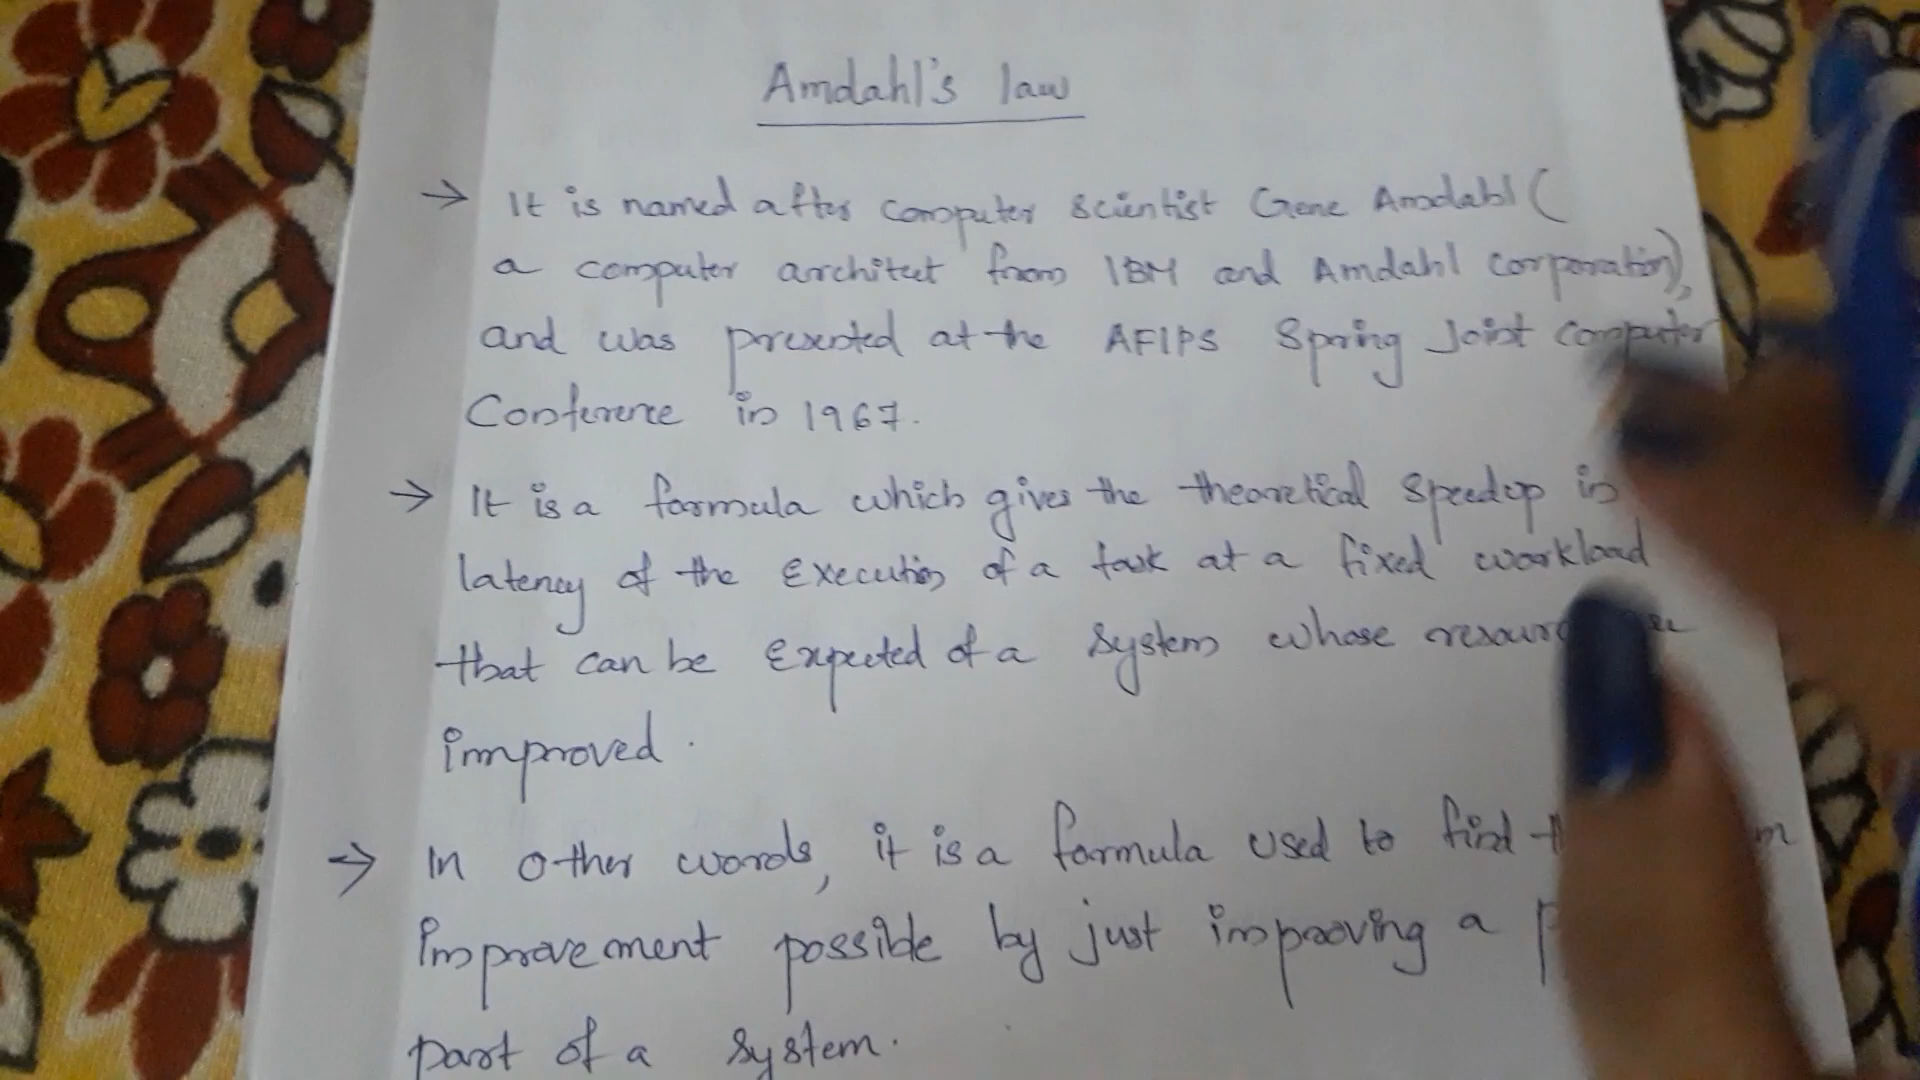 Amdahl's law
→ It is named after computer scientist Gene Amdahl (
a computer architect from IBM and Amdahl corporation),
and was presented at the AFIPS Spring Joint Computer
Conference in 1967.
→ It is a formula which gives the theoretical speedup in
latency of the Execution of a task at a fixed workload
that can be Expected of a system whose
improved.
→ In other words, it is a formula used to find
Improvement possible by just improving a
part of a system.